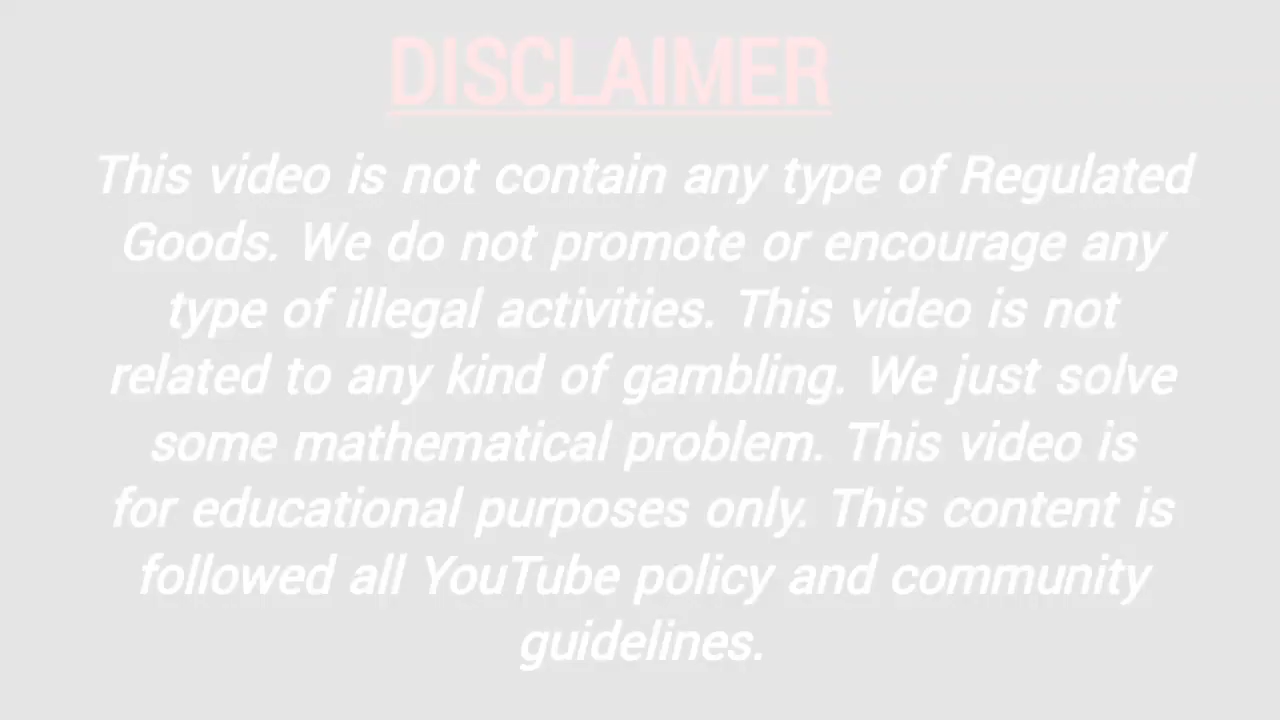 DISCLAIMER
This video is not contain any type of Regulated
Goods. We do not promote or encourage any
type of illegal activities. This video is not
related to any kind of gambling. We just solve
some mathematical problem. This video is
for educational purposes only. This content is
followed all YouTube policy and community
guidelines.